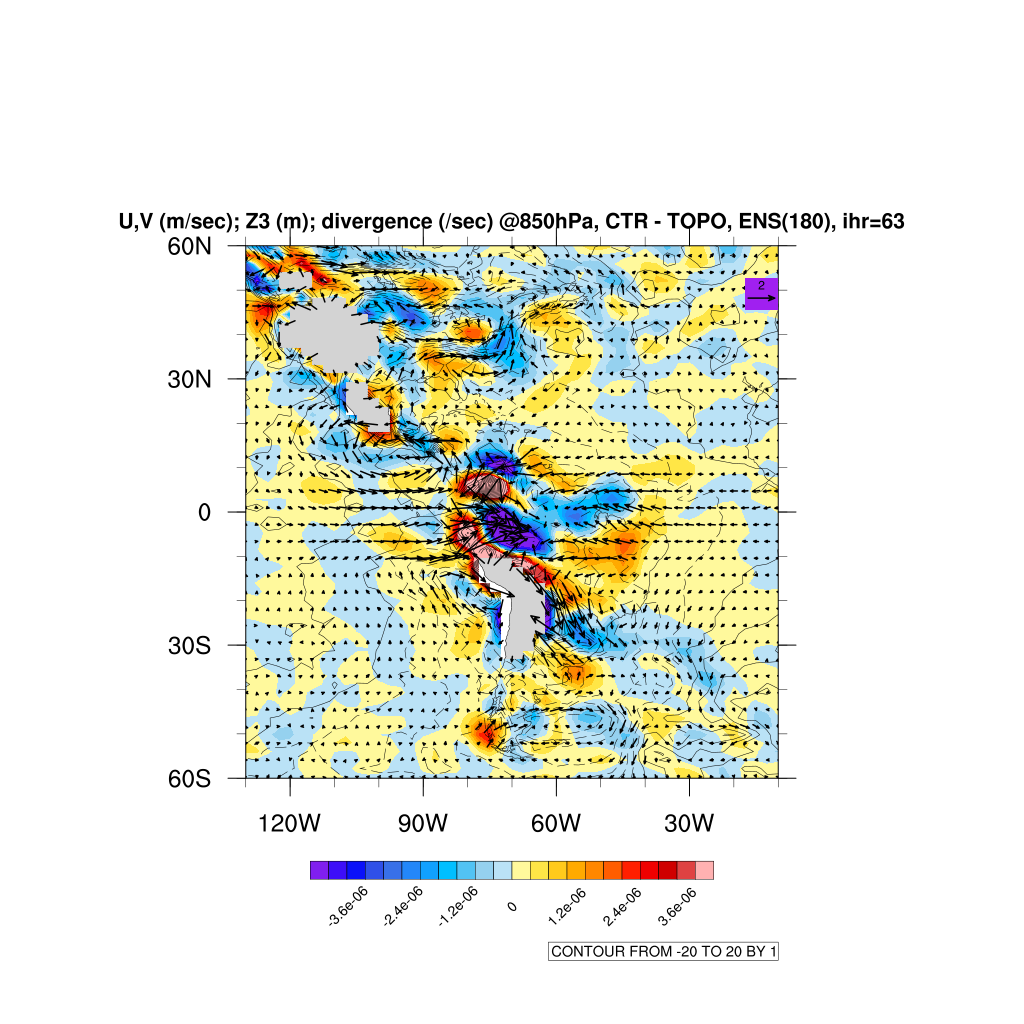 U,V (m/sec); Z3 (m); divergence (/sec) @850hPa, CTR - TOPO, ENS(180), ihr=63
60N
2
30N
0
30S
60S
120W 90W 60W 30W
-3.6e-06 -2.4e-06 -1.2e-06 0 1.2e-06 2.4e-06 3.6e-06
CONTOUR FROM -20 TO 20 BY 1